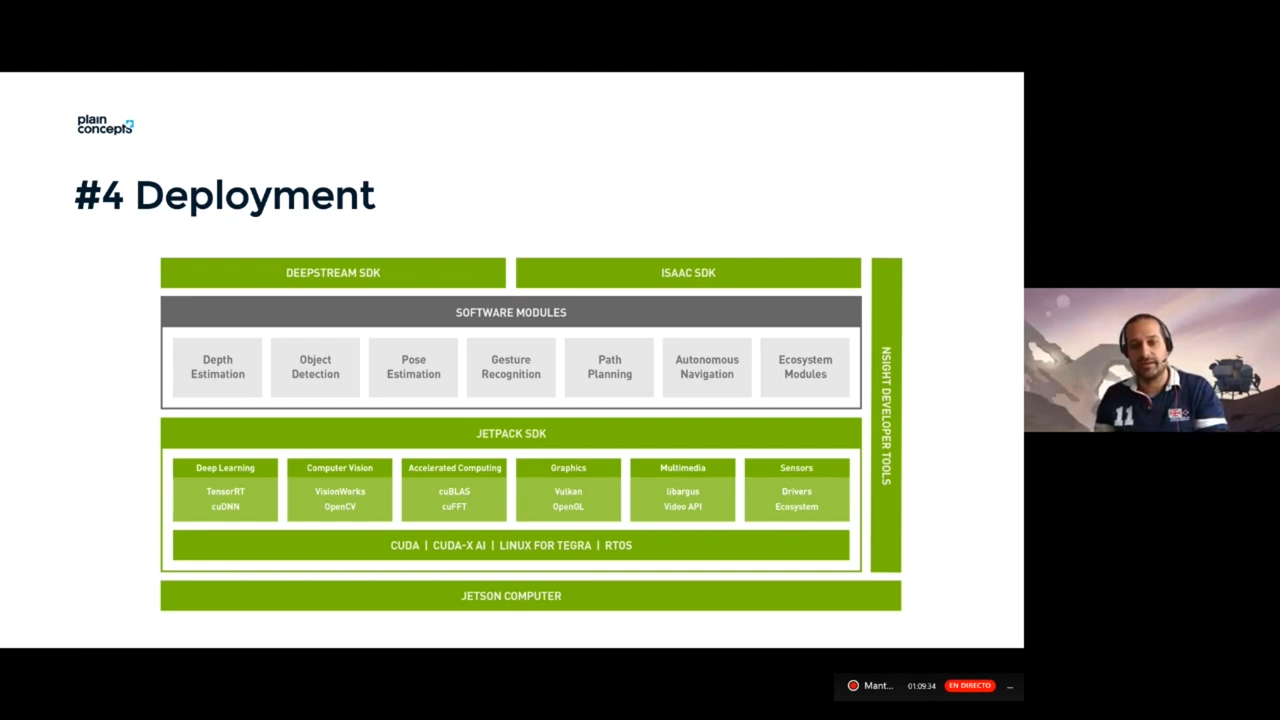 plain
concepts
#4 Deployment
DEEPSTREAM SDK
ISAAC SDK
SOFTWARE MODULES
Depth
Estimation
Object
Detection
Pose
Estimation
Gesture
Recognition
Path
Planning
Autonomous
Navigation
Ecosystem
Modules
JETPACK SDK
Deep Learning
TensorRT
cuDNN
Computer Vision
VisionWorks
OpenCV
Accelerated Computing
cuBLAS
cuFFT
Graphics
Vulkan
OpenGL
Multimedia
libargus
Video API
Sensors
Drivers
Ecosystem
CUDA | CUDA-X AI | LINUX FOR TEGRA | RTOS
JETSON COMPUTER
NSIGHT DEVELOPER TOOLS
11
Mant...
01:09:34
EN DIRECTO
...